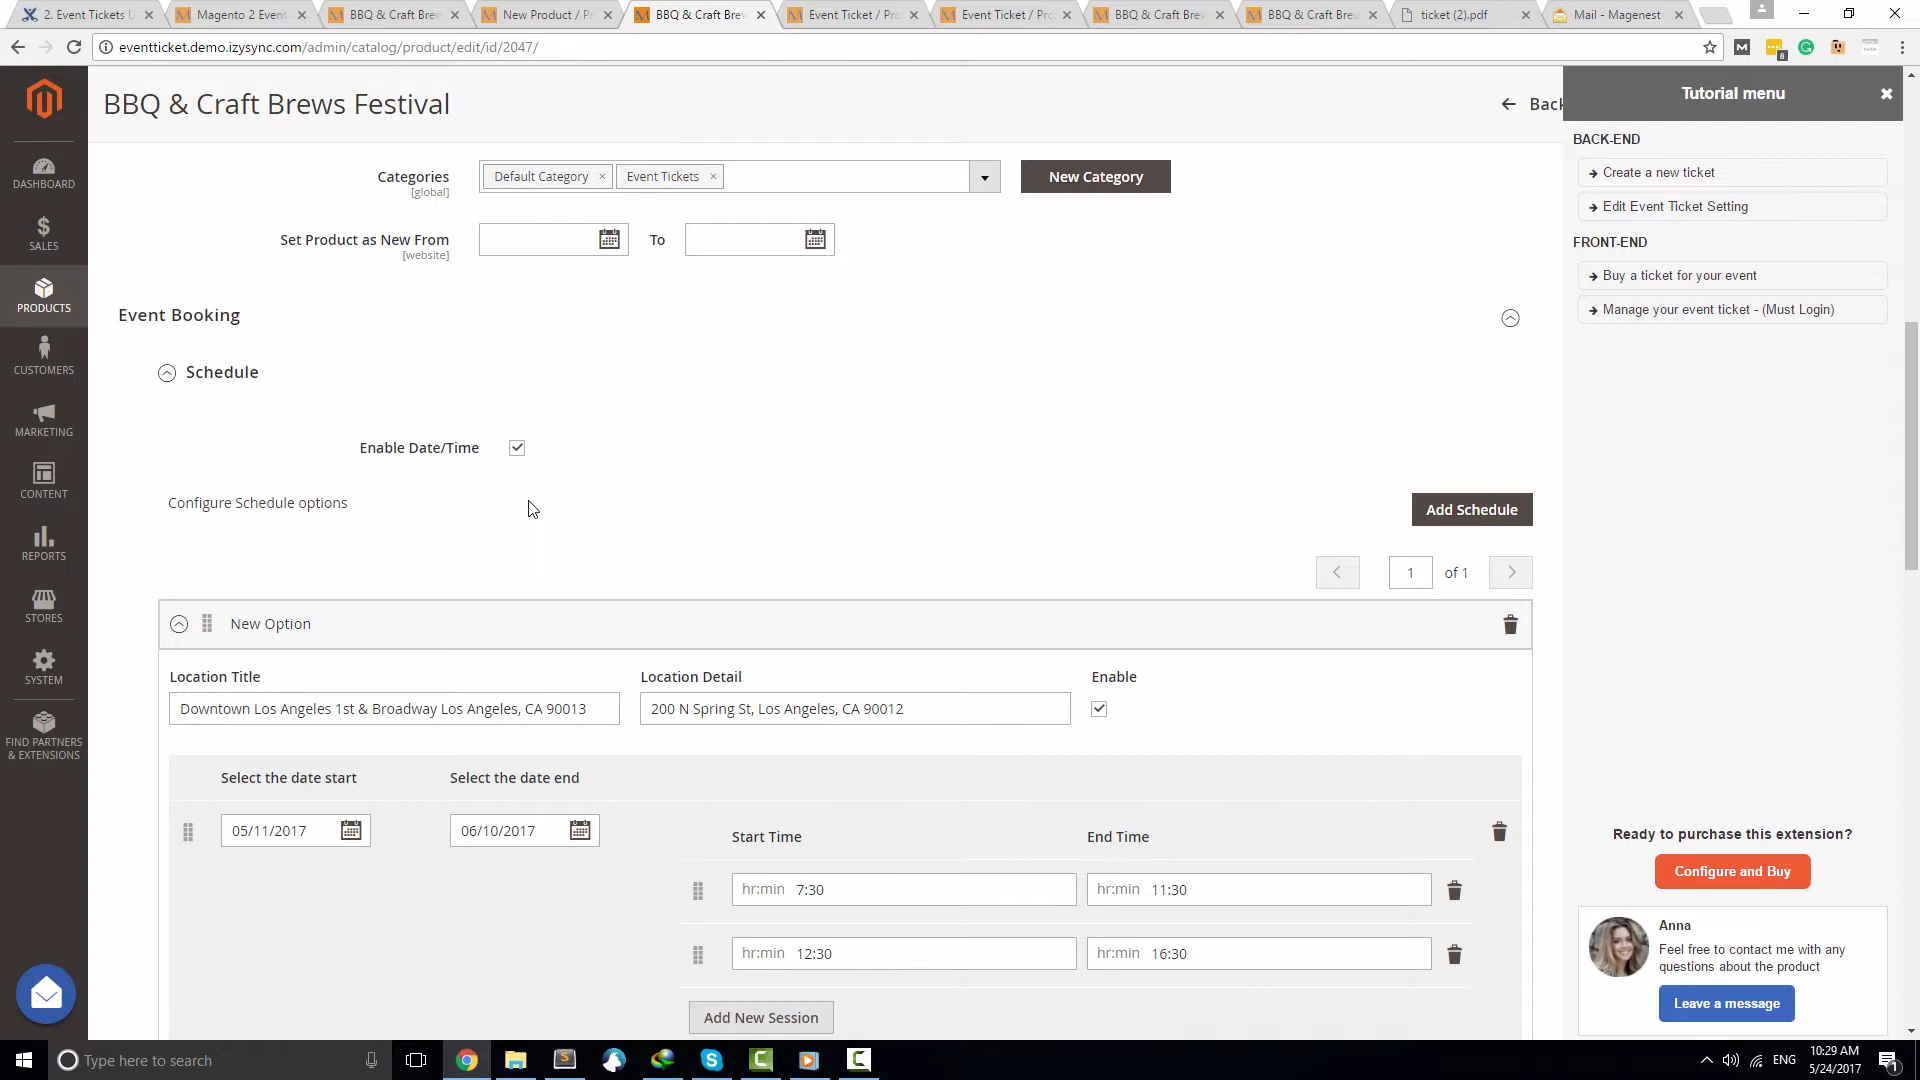 2. Event Tickets U
Magento 2 Event
BBQ & Craft Brew
New Product / P
BBQ & Craft Brew
Event Ticket / Pro
Event Ticket / Pro
BBQ & Craft Brew
BBQ & Craft Brew
ticket (2).pdf
Mail - Magenest
eventticket.demo.izysync.com/admin/catalog/product/edit/id/2047/
8
BBQ & Craft Brews Festival
Back
Tutorial menu
BACK-END
Create a new ticket
Edit Event Ticket Setting
FRONT-END
Buy a ticket for your event
Manage your event ticket - (Must Login)
DASHBOARD
SALES
PRODUCTS
CUSTOMERS
MARKETING
CONTENT
REPORTS
STORES
SYSTEM
FIND PARTNERS
& EXTENSIONS
Categories
[global]
Default Category
Event Tickets
New Category
Set Product as New From
[website]
To
Event Booking
Schedule
Enable Date/Time
Configure Schedule options
Add Schedule
1 of 1
New Option
Location Title
Location Detail
Enable
Downtown Los Angeles 1st & Broadway Los Angeles, CA 90013
200 N Spring St, Los Angeles, CA 90012
Select the date start
Select the date end
05/11/2017
06/10/2017
Start Time
End Time
hr:min 7:30
hr:min 11:30
hr:min 12:30
hr:min 16:30
Add New Session
Ready to purchase this extension?
Configure and Buy
Anna
Feel free to contact me with any
questions about the product
Leave a message
Type here to search
ENG
10:29 AM
5/24/2017
1